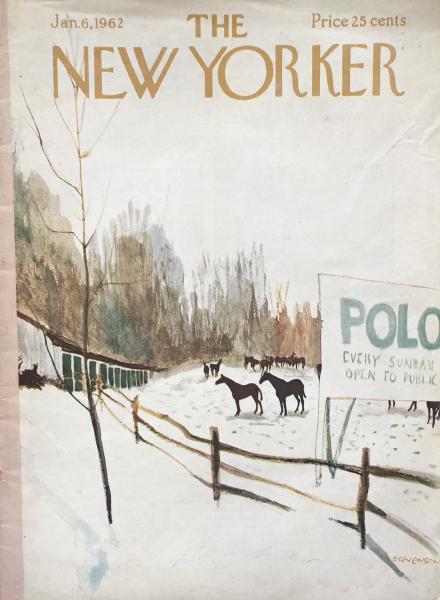 Jan. 6, 1962
THE
Price 25 cents
NEW YORKER
POLO
EVERY SUNDAY
OPEN TO PUBLIC
STEVENSON